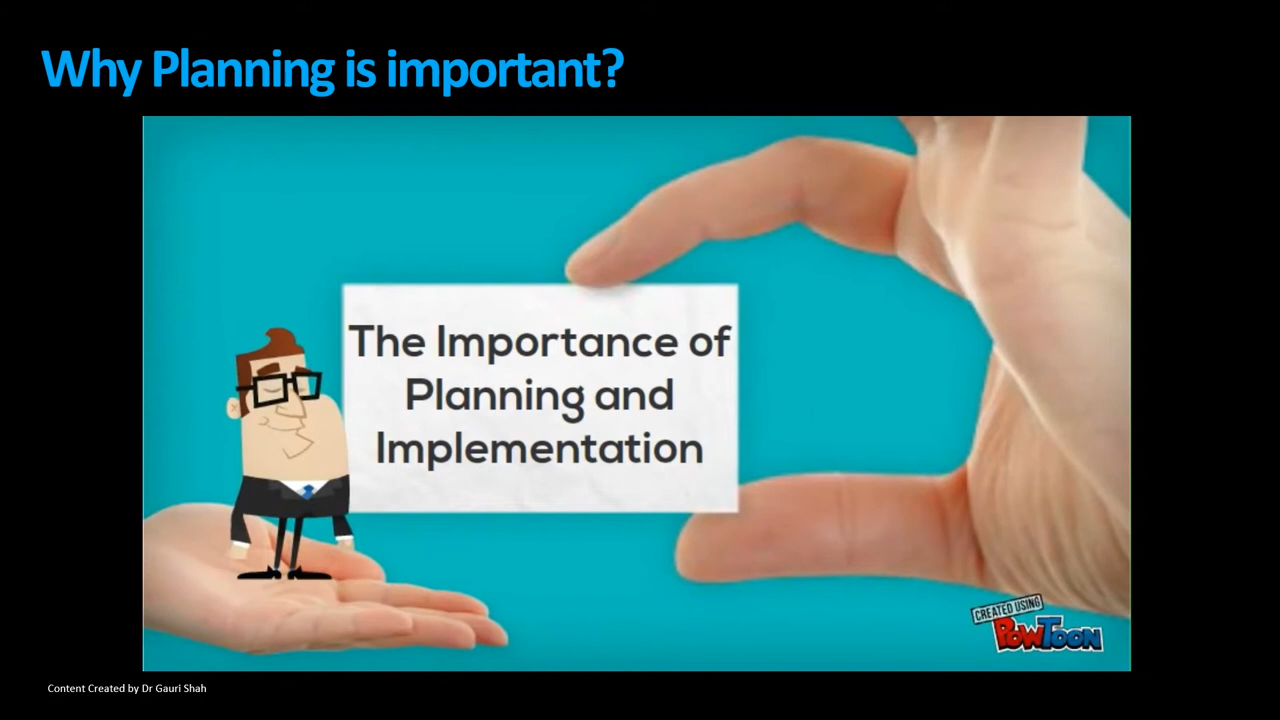 Why Planning is important?
The Importance of
Planning and
Implementation
CREATED USING
POWTOON
Content Created by Dr Gauri Shah